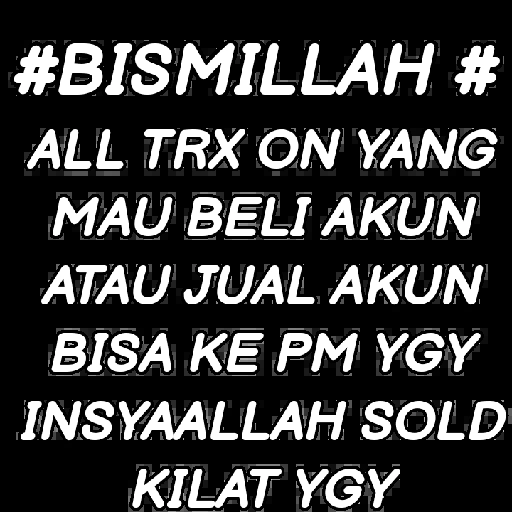 #BISMILLAH #
ALL TRX ON YANG
MAU BELI AKUN
ATAU JUAL AKUN
BISA KE PM YGY
INSYAALLAH SOLD
KILAT YGY